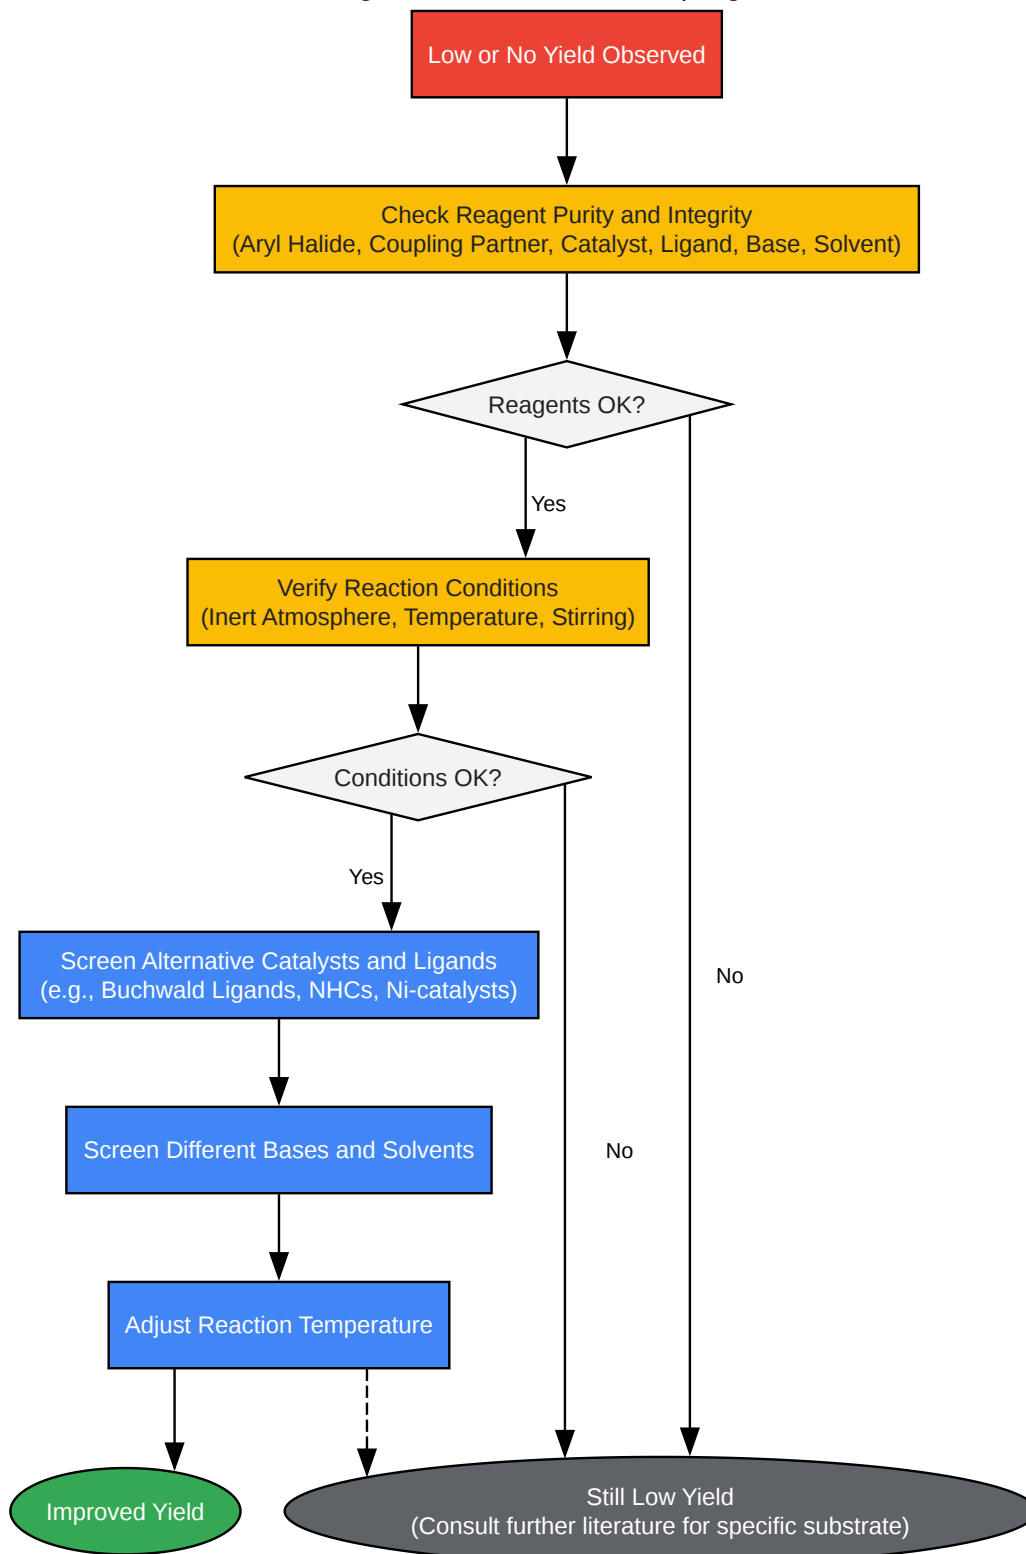 Low or No Yield Observed
Check Reagent Purity and Integrity
(Aryl Halide, Coupling Partner, Catalyst, Ligand, Base, Solvent)
Reagents OK?
Yes
Verify Reaction Conditions
(Inert Atmosphere, Temperature, Stirring)
Conditions OK?
Yes
Screen Alternative Catalysts and Ligands
(e.g., Buchwald Ligands, NHCs, Ni-catalysts)
No
Screen Different Bases and Solvents
No
Adjust Reaction Temperature
Improved Yield
Still Low Yield
(Consult further literature for specific substrate)